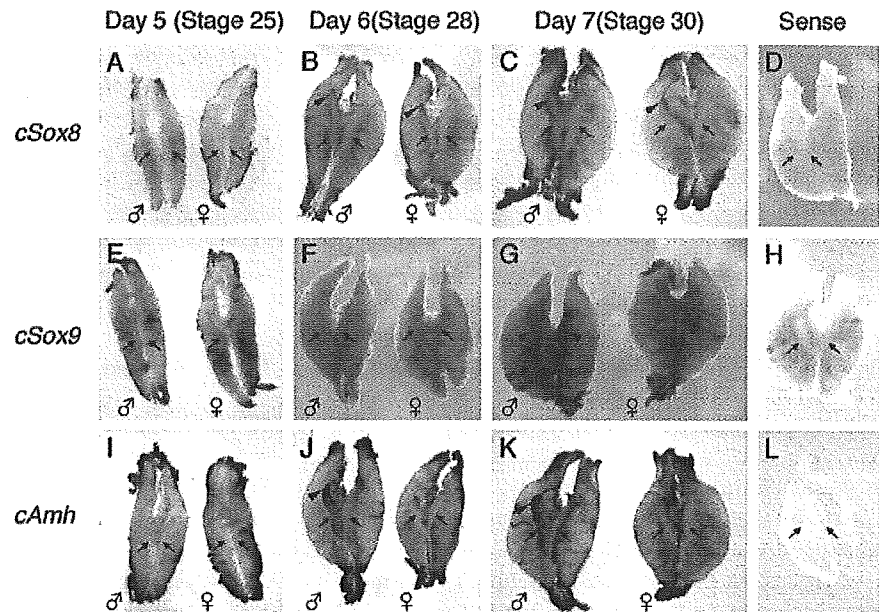 Day 5 (Stage 25) Day 6(Stage 28) Day 7(Stage 30) Sense
cSox8 A ♂ ♀ B ♂ ♀ C ♂ ♀ D
cSox9 E ♂ ♀ F ♂ ♀ G ♂ ♀ H
cAmh I ♂ ♀ J ♂ ♀ K ♂ ♀ L